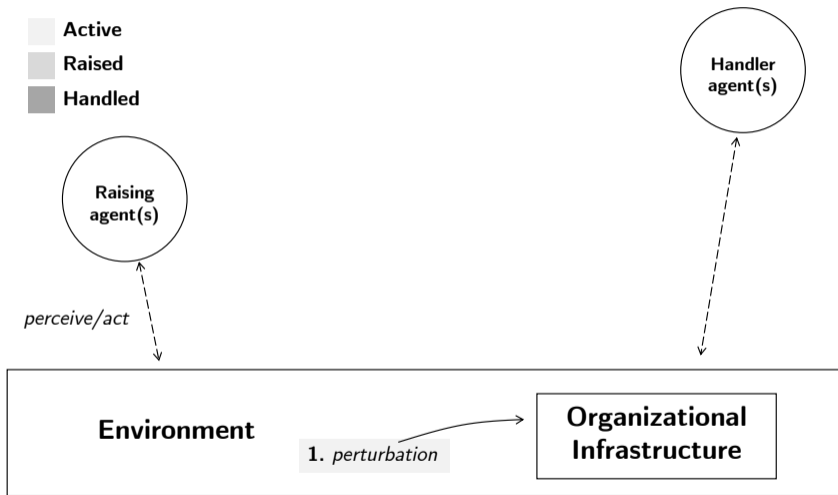 Active
Raised
Handled
Handler
agent(s)
Raising
agent(s)
perceive/act
Environment
1. perturbation
Organizational
Infrastructure